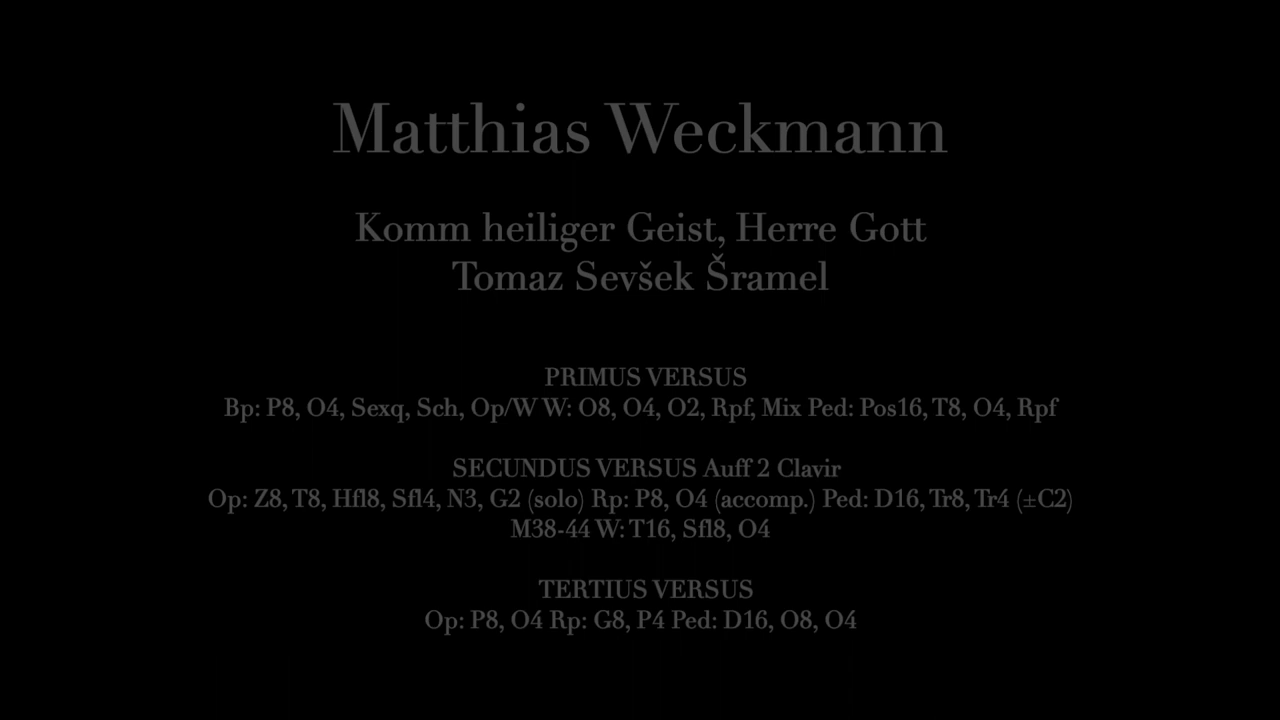 Matthias Weckmann
Komm heiliger Geist, Herre Gott
Tomaz Sevšek Šramel
PRIMUS VERSUS
Bp: P8, O4, Sexq, Sch, Op/W W: O8, O4, O2, Rpf, Mix Ped: Pos16, T8, O4, Rpf
SECUNDUS VERSUS Auff 2 Clavir
Op: Z8, T8, Hfl8, Sfl4, N3, G2 (solo) Rp: P8, O4 (accomp.) Ped: D16, Tr8, Tr4 (±C2)
M38-44 W: T16, Sfl8, O4
TERTIUS VERSUS
Op: P8, O4 Rp: G8, P4 Ped: D16, O8, O4